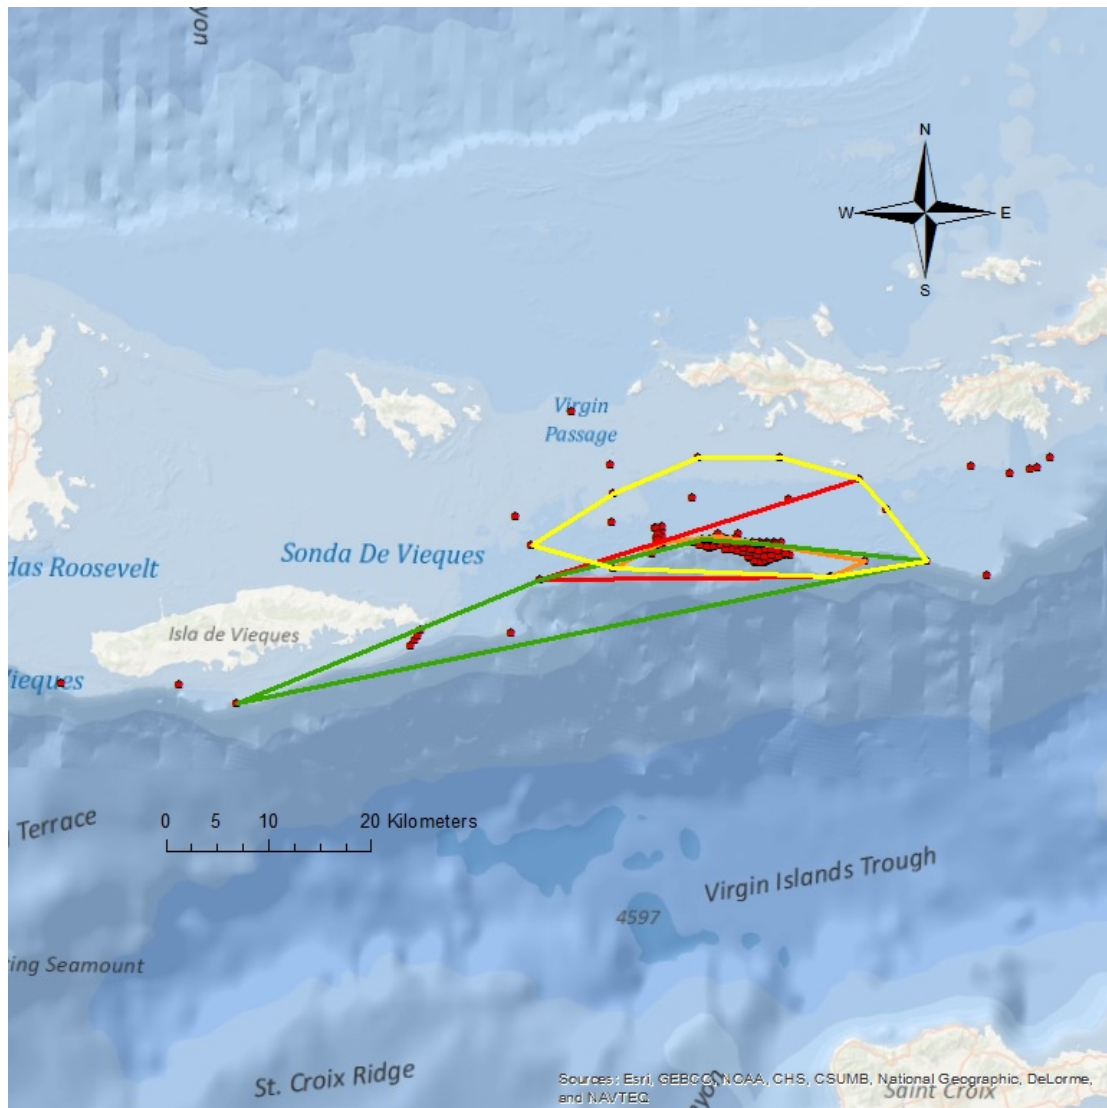 yon
N
W E
S
Virgin
Passage
Sonda De Vieques
das Roosevelt
Isla de Vieques
Vieques
0 5 10 20 Kilometers
Terrace
Virgin Islands Trough
4597
ring Seamount
St. Croix Ridge
yon
Saint Croix
Sources: Esri, GEBCO, NOAA, CHS, CSUMB, National Geographic, DeLorme,
and NAVTEQ